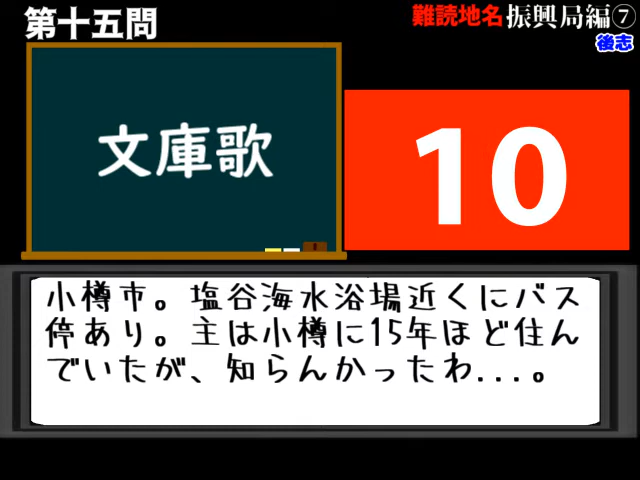 第十五問
難読地名振興局編⑦
後志
文庫歌
10
小樽市。塩谷海水浴場近くにバス
停あり。主は小樽に15年ほど住ん
でいたが、知らんかったわ...。